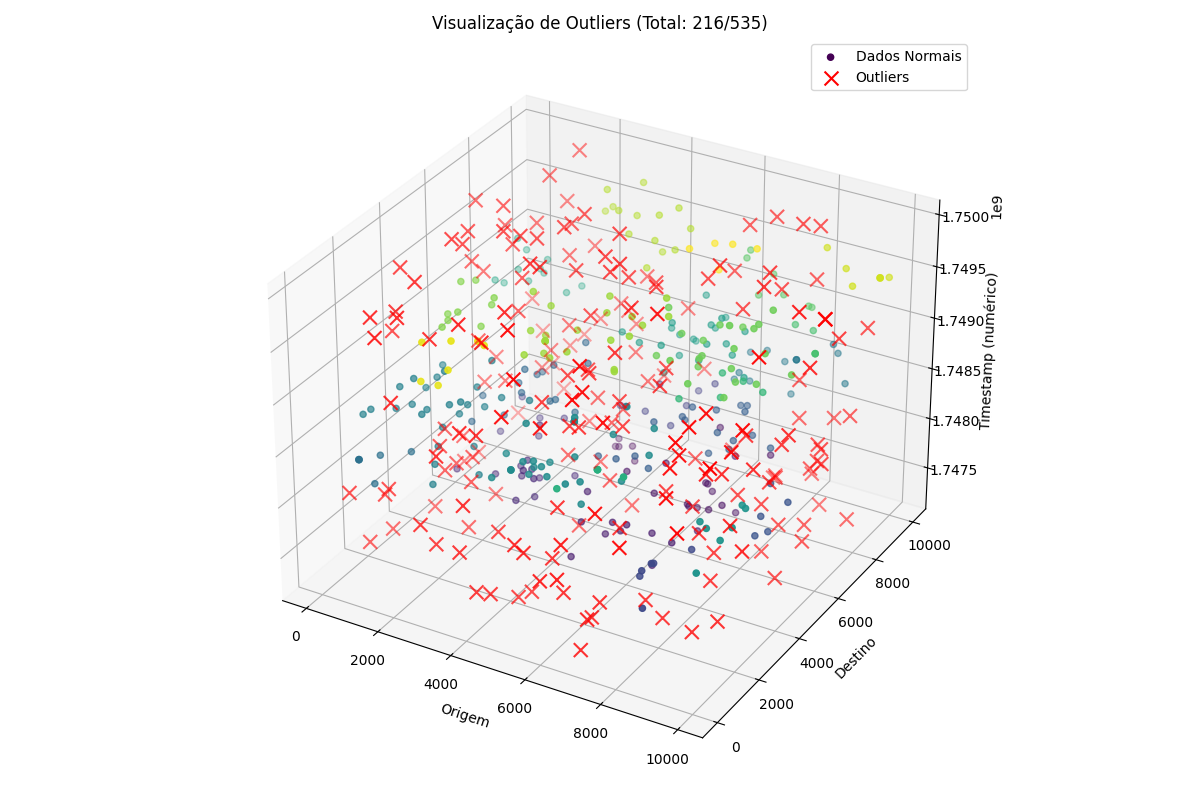 Visualização de Outliers (Total: 216/535)
Dados Normais
Outliers
1e9
1.7500
1.7495
1.7490
1.7485
1.7480
1.7475
Timestamp (numérico)
10000
8000
6000
4000
2000
0
Destino
0
2000
4000
6000
8000
10000
Origem